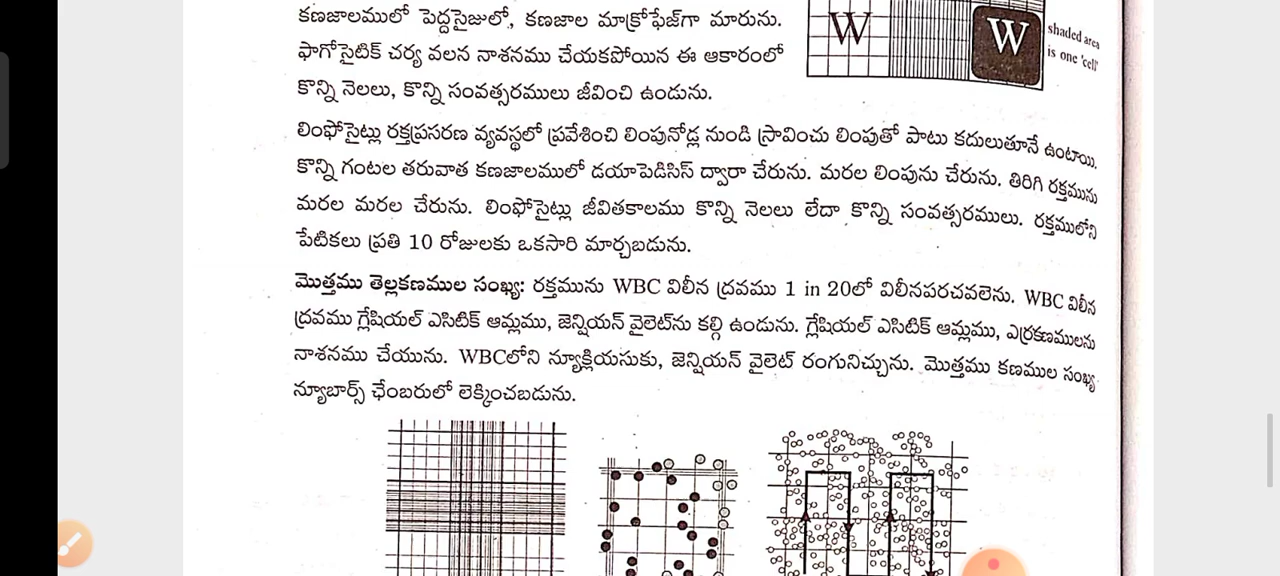 కణజాలములో పెద్దసైజులో, కణజాల మాక్రోఫేజ్‌గా మారును.
ఫాగోసైటిక్ చర్య వలన నాశనము చేయకపోయిన ఈ ఆకారంలో
కొన్ని నెలలు, కొన్ని సంవత్సరములు జీవించి ఉండును.
W
W
shaded area
is one 'cell'
లింఫోసైట్లు రక్తప్రసరణ వ్యవస్థలో ప్రవేశించి లింపునోడ్ల నుండి స్రావించు లింపుతో పాటు కదులుతూనే ఉంటాయి.
కొన్ని గంటల తరువాత కణజాలములో డయాపెడిసిస్ ద్వారా చేరును. మరల లింపును చేరును. తిరిగి రక్తమును
మరల మరల చేరును. లింఫోసైట్లు జీవితకాలము కొన్ని నెలలు లేదా కొన్ని సంవత్సరములు. రక్తములోని
పేటికలు ప్రతి 10 రోజులకు ఒకసారి మార్చబడును.
మొత్తము తెల్లకణముల సంఖ్య: రక్తమును WBC విలీన ద్రవము 1 in 20లో విలీనపరచవలెను. WBC విలీన
ద్రవము గ్లేషియల్ ఎసిటిక్ ఆమ్లము, జెన్షియన్ వైలెట్‌ను కల్గి ఉండును. గ్లేషియల్ ఎసిటిక్ ఆమ్లము, ఎర్రకణములను
నాశనము చేయును. WBCలోని న్యూక్లియసుకు, జెన్షియన్ వైలెట్ రంగునిచ్చును. మొత్తము కణముల సంఖ్య
న్యూబార్స్ ఛేంబరులో లెక్కించబడును.